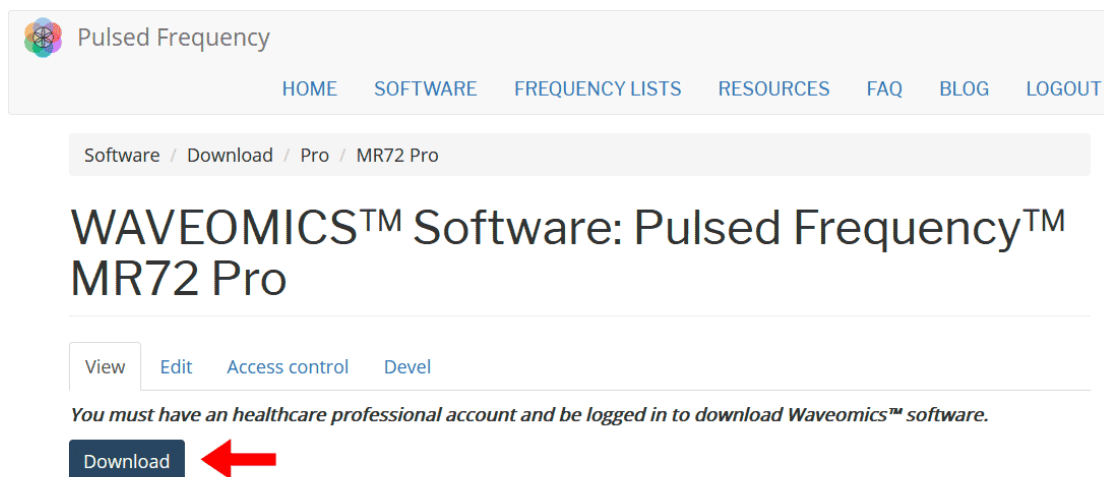 Pulsed Frequency
HOME SOFTWARE FREQUENCY LISTS RESOURCES FAQ BLOG LOGOUT
Software / Download / Pro / MR72 Pro
WAVEOMICS™ Software: Pulsed Frequency™
MR72 Pro
View Edit Access control Devel
You must have an healthcare professional account and be logged in to download Waveomics™ software.
Download